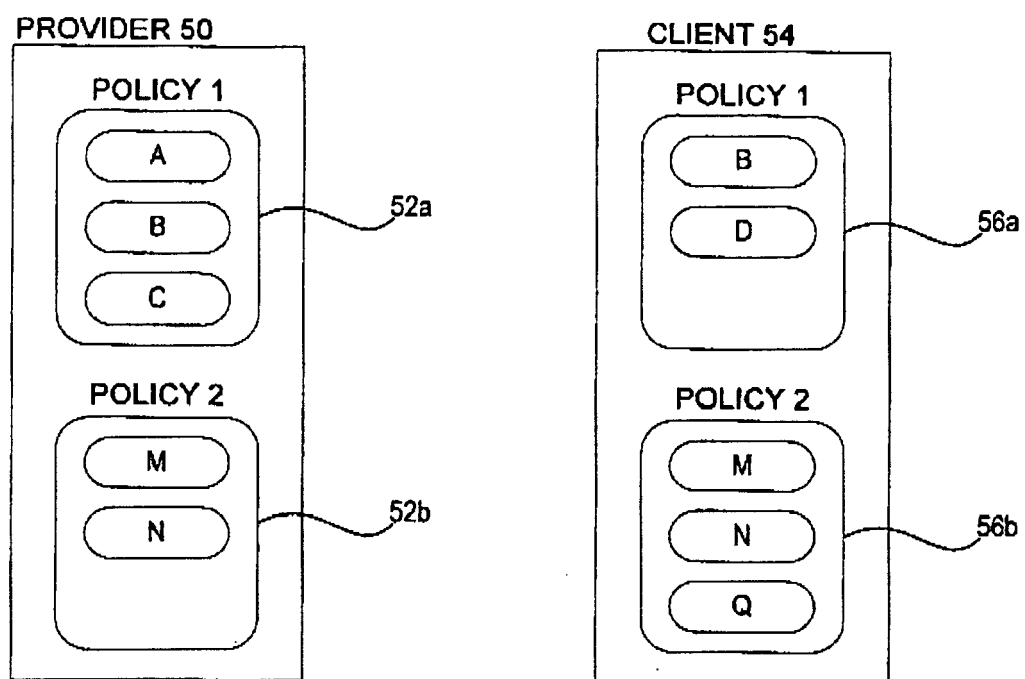 PROVIDER 50
POLICY 1
A
B
C
52a
POLICY 2
M
N
52b
CLIENT 54
POLICY 1
B
D
56a
POLICY 2
M
N
Q
56b